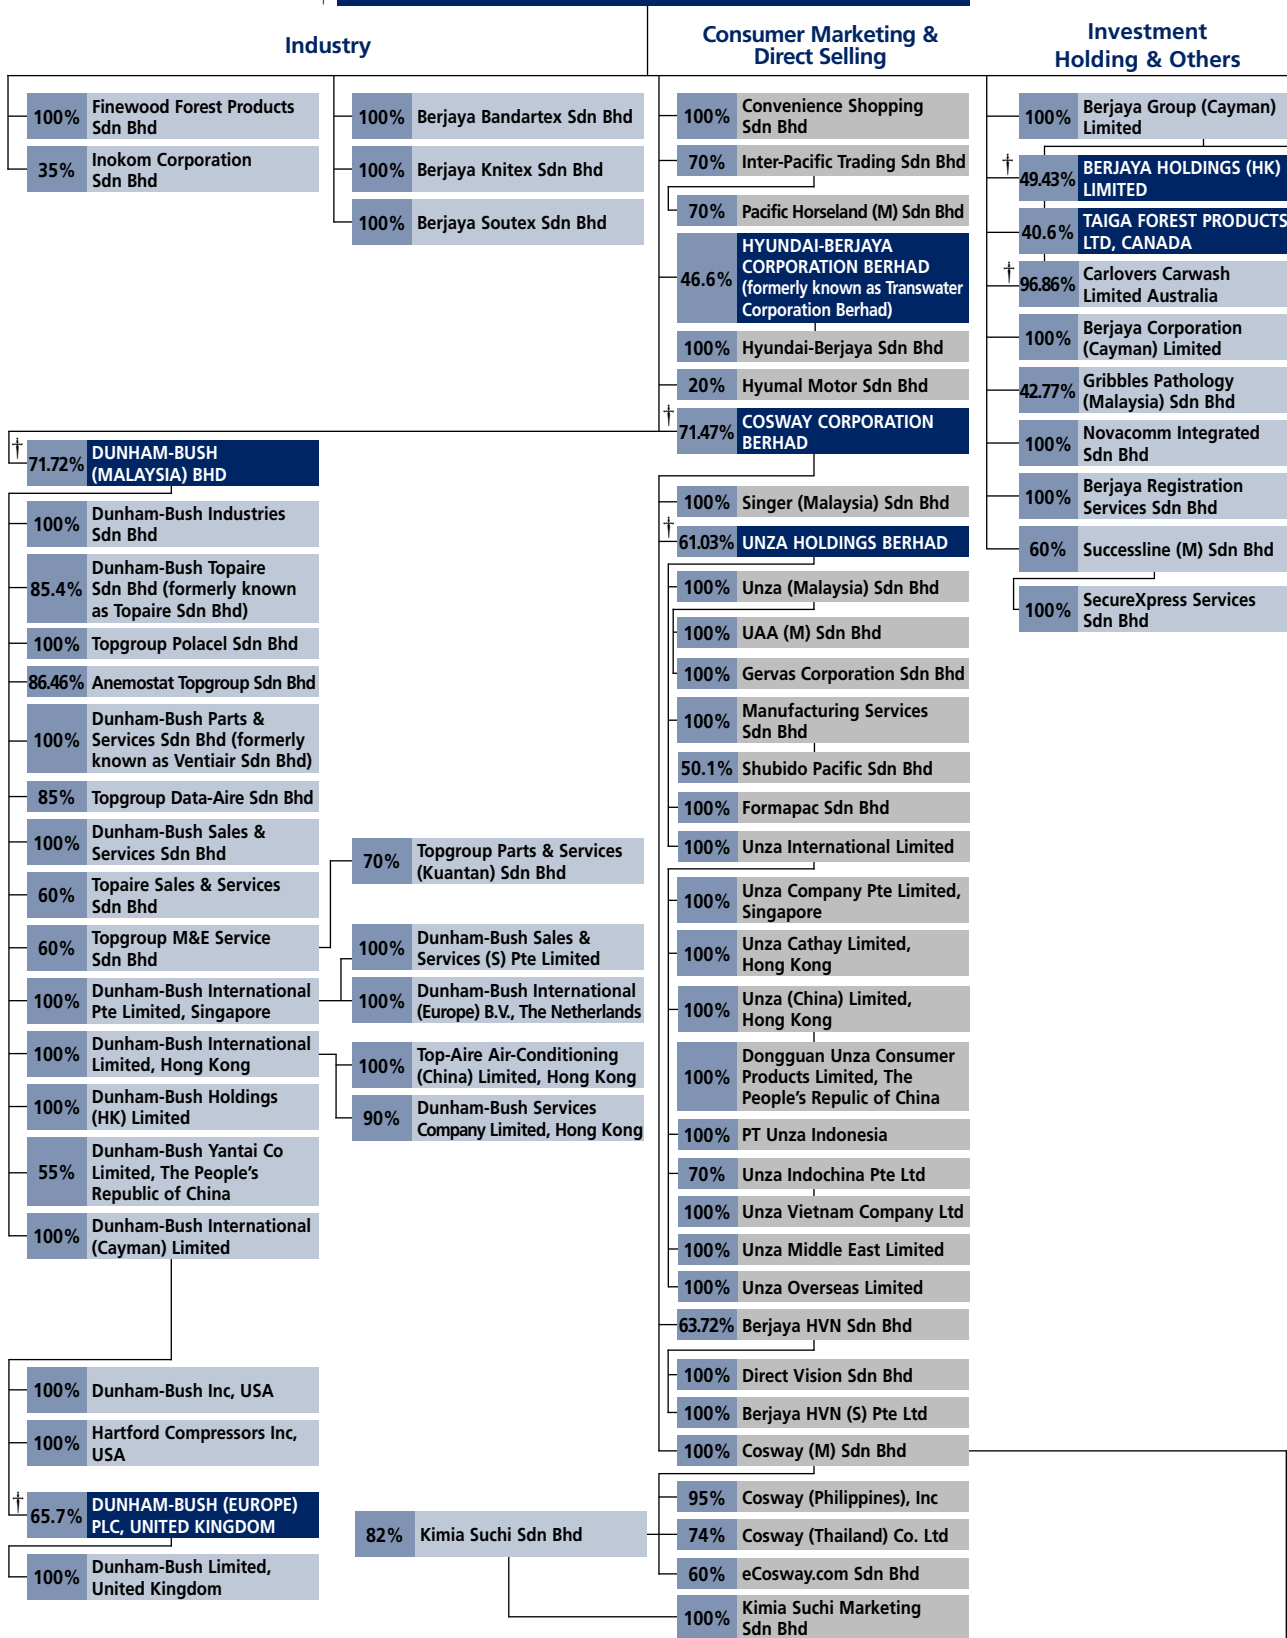 Industry
Consumer Marketing &
Direct Selling
Investment
Holding & Others
100% Finewood Forest Products
Sdn Bhd
35% Inokom Corporation
Sdn Bhd
100% Berjaya Bandartex Sdn Bhd
100% Berjaya Knitex Sdn Bhd
100% Berjaya Soutex Sdn Bhd
100% Convenience Shopping
Sdn Bhd
70% Inter-Pacific Trading Sdn Bhd
70% Pacific Horseland (M) Sdn Bhd
46.6% HYUNDAI-BERJAYA
CORPORATION BERHAD
(formerly known as Transwater
Corporation Berhad)
100% Hyundai-Berjaya Sdn Bhd
20% Hyumal Motor Sdn Bhd
† 71.47% COSWAY CORPORATION
BERHAD
100% Berjaya Group (Cayman)
Limited
† 49.43% BERJAYA HOLDINGS (HK)
LIMITED
40.6% TAIGA FOREST PRODUCTS
LTD, CANADA
† 96.86% Carlovers Carwash
Limited Australia
100% Berjaya Corporation
(Cayman) Limited
42.77% Gribbles Pathology
(Malaysia) Sdn Bhd
100% Novacomm Integrated
Sdn Bhd
100% Berjaya Registration
Services Sdn Bhd
60% Successline (M) Sdn Bhd
100% SecureXpress Services
Sdn Bhd
† 71.72% DUNHAM-BUSH
(MALAYSIA) BHD
100% Dunham-Bush Industries
Sdn Bhd
85.4% Dunham-Bush Topaire
Sdn Bhd (formerly known
as Topaire Sdn Bhd)
100% Topgroup Polacel Sdn Bhd
86.46% Anemostat Topgroup Sdn Bhd
100% Dunham-Bush Parts &
Services Sdn Bhd (formerly
known as Ventiair Sdn Bhd)
85% Topgroup Data-Aire Sdn Bhd
100% Dunham-Bush Sales &
Services Sdn Bhd
60% Topaire Sales & Services
Sdn Bhd
60% Topgroup M&E Service
Sdn Bhd
100% Dunham-Bush International
Pte Limited, Singapore
100% Dunham-Bush International
Limited, Hong Kong
100% Dunham-Bush Holdings
(HK) Limited
55% Dunham-Bush Yantai Co
Limited, The People's
Republic of China
100% Dunham-Bush International
(Cayman) Limited
100% Dunham-Bush Inc, USA
100% Hartford Compressors Inc,
USA
† 65.7% DUNHAM-BUSH (EUROPE)
PLC, UNITED KINGDOM
100% Dunham-Bush Limited,
United Kingdom
70% Topgroup Parts & Services
(Kuantan) Sdn Bhd
100% Dunham-Bush Sales &
Services (S) Pte Limited
100% Dunham-Bush International
(Europe) B.V., The Netherlands
100% Top-Aire Air-Conditioning
(China) Limited, Hong Kong
90% Dunham-Bush Services
Company Limited, Hong Kong
82% Kimia Suchi Sdn Bhd
100% Singer (Malaysia) Sdn Bhd
† 61.03% UNZA HOLDINGS BERHAD
100% Unza (Malaysia) Sdn Bhd
100% UAA (M) Sdn Bhd
100% Gervas Corporation Sdn Bhd
100% Manufacturing Services
Sdn Bhd
50.1% Shubido Pacific Sdn Bhd
100% Formapac Sdn Bhd
100% Unza International Limited
100% Unza Company Pte Limited,
Singapore
100% Unza Cathay Limited,
Hong Kong
100% Unza (China) Limited,
Hong Kong
100% Dongguan Unza Consumer
Products Limited, The
People's Repulic of China
100% PT Unza Indonesia
70% Unza Indochina Pte Ltd
100% Unza Vietnam Company Ltd
100% Unza Middle East Limited
100% Unza Overseas Limited
63.72% Berjaya HVN Sdn Bhd
100% Direct Vision Sdn Bhd
100% Berjaya HVN (S) Pte Ltd
100% Cosway (M) Sdn Bhd
95% Cosway (Philippines), Inc
74% Cosway (Thailand) Co. Ltd
60% eCosway.com Sdn Bhd
100% Kimia Suchi Marketing
Sdn Bhd